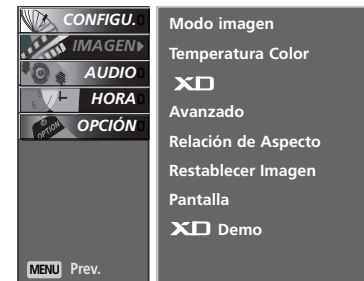 CONFIGU.
IMAGEN
AUDIO
HORA
OPCIÓN
OPTION
MENU Prev.
Modo imagen
Temperatura Color
XD
Avanzado
Relación de Aspecto
Restablecer Imagen
Pantalla
XD Demo